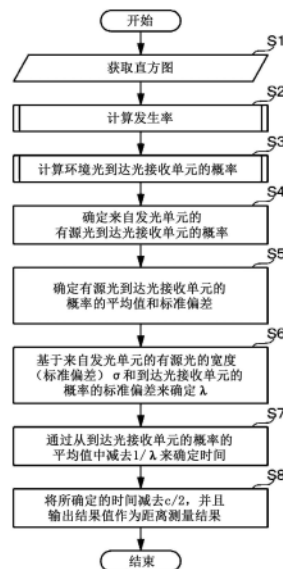 开始
S1
获取直方图
S2
计算发生率
S3
计算环境光到达光接收单元的概率
S4
确定来自发光单元的
有源光到达光接收单元的概率
S5
确定有源光到达光接收单元的
概率的平均值和标准偏差
S6
基于来自发光单元的有源光的宽度
（标准偏差）σ和到达光接收单元的
概率的标准偏差来确定λ
S7
通过从到达光接收单元的概率的
平均值中减去1/λ来确定时间
S8
将所确定的时间减去c/2，并且
输出结果值作为距离测量结果
结束